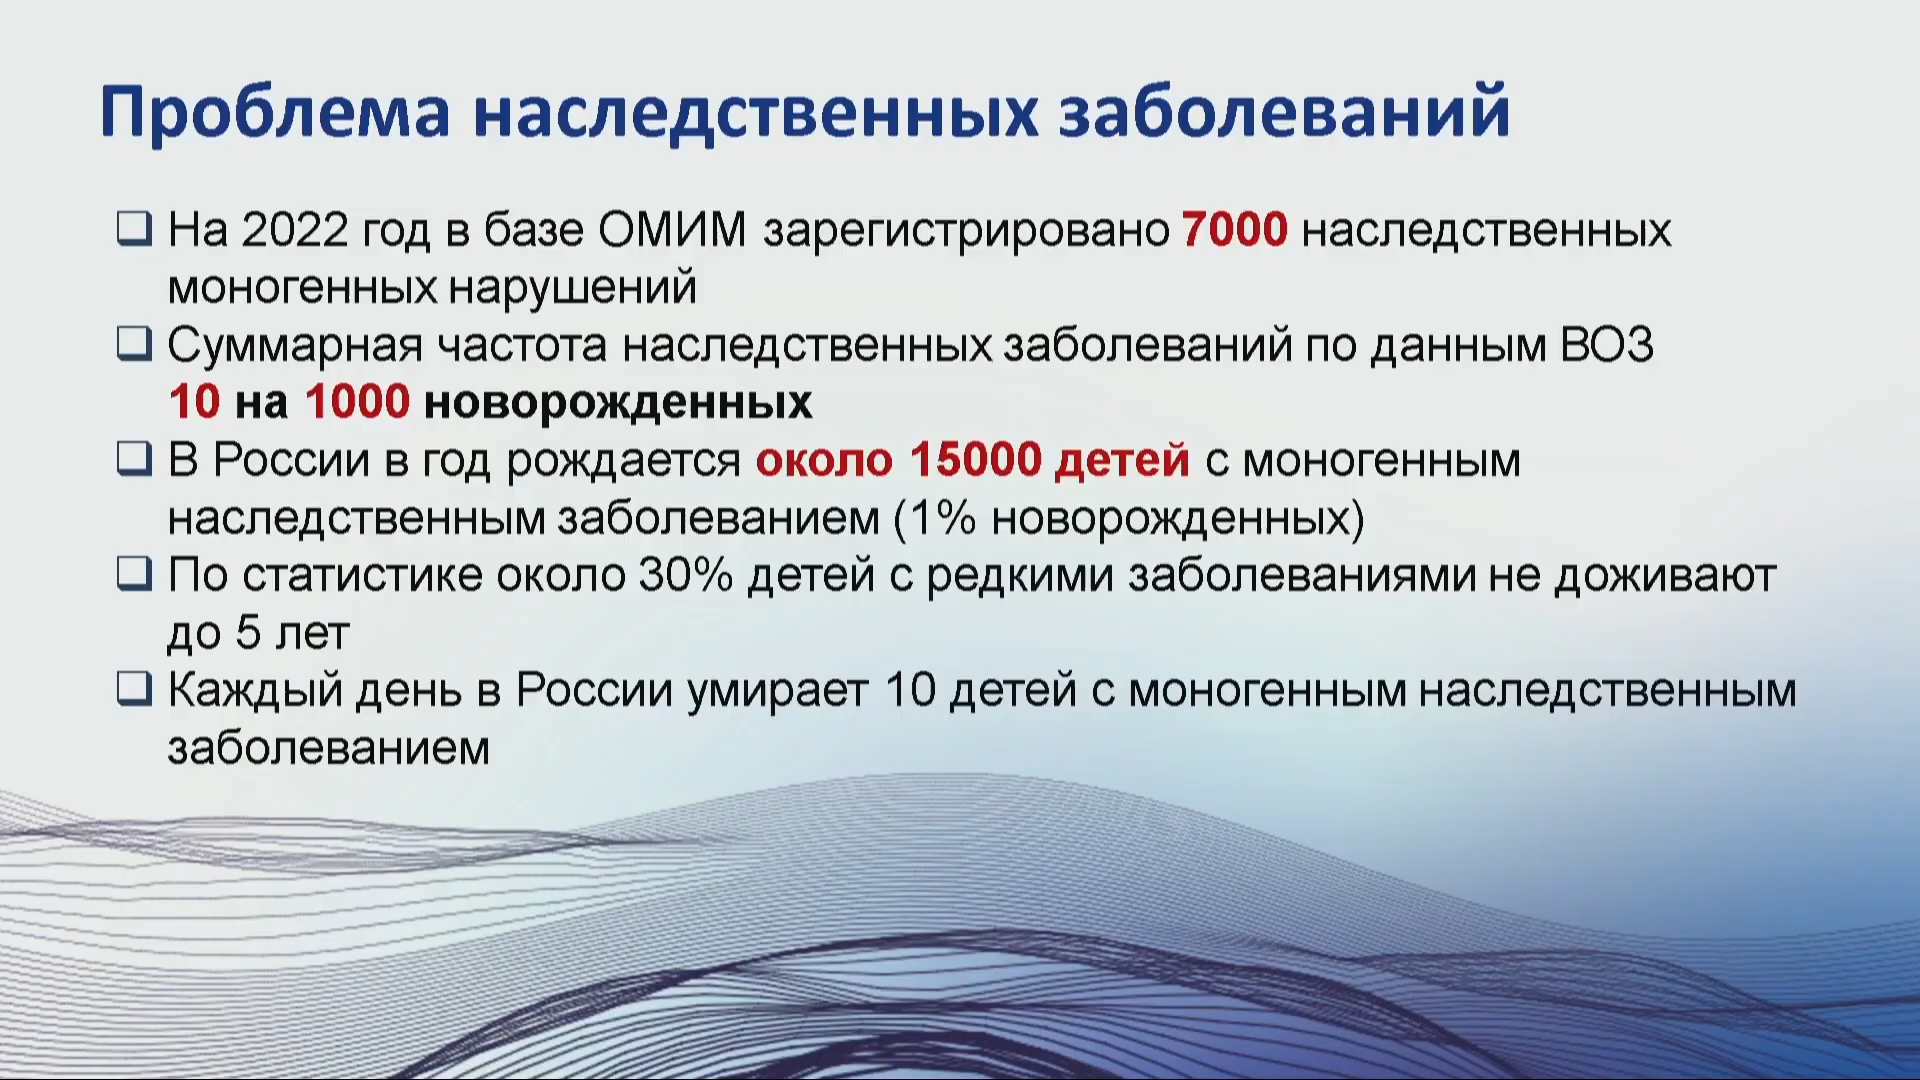 Проблема наследственных заболеваний
На 2022 год в базе ОМИМ зарегистрировано 7000 наследственных
моногенных нарушений
Суммарная частота наследственных заболеваний по данным ВОЗ
10 на 1000 новорожденных
В России в год рождается около 15000 детей с моногенным
наследственным заболеванием (1% новорожденных)
По статистике около 30% детей с редкими заболеваниями не доживают
до 5 лет
Каждый день в России умирает 10 детей с моногенным наследственным
заболеванием